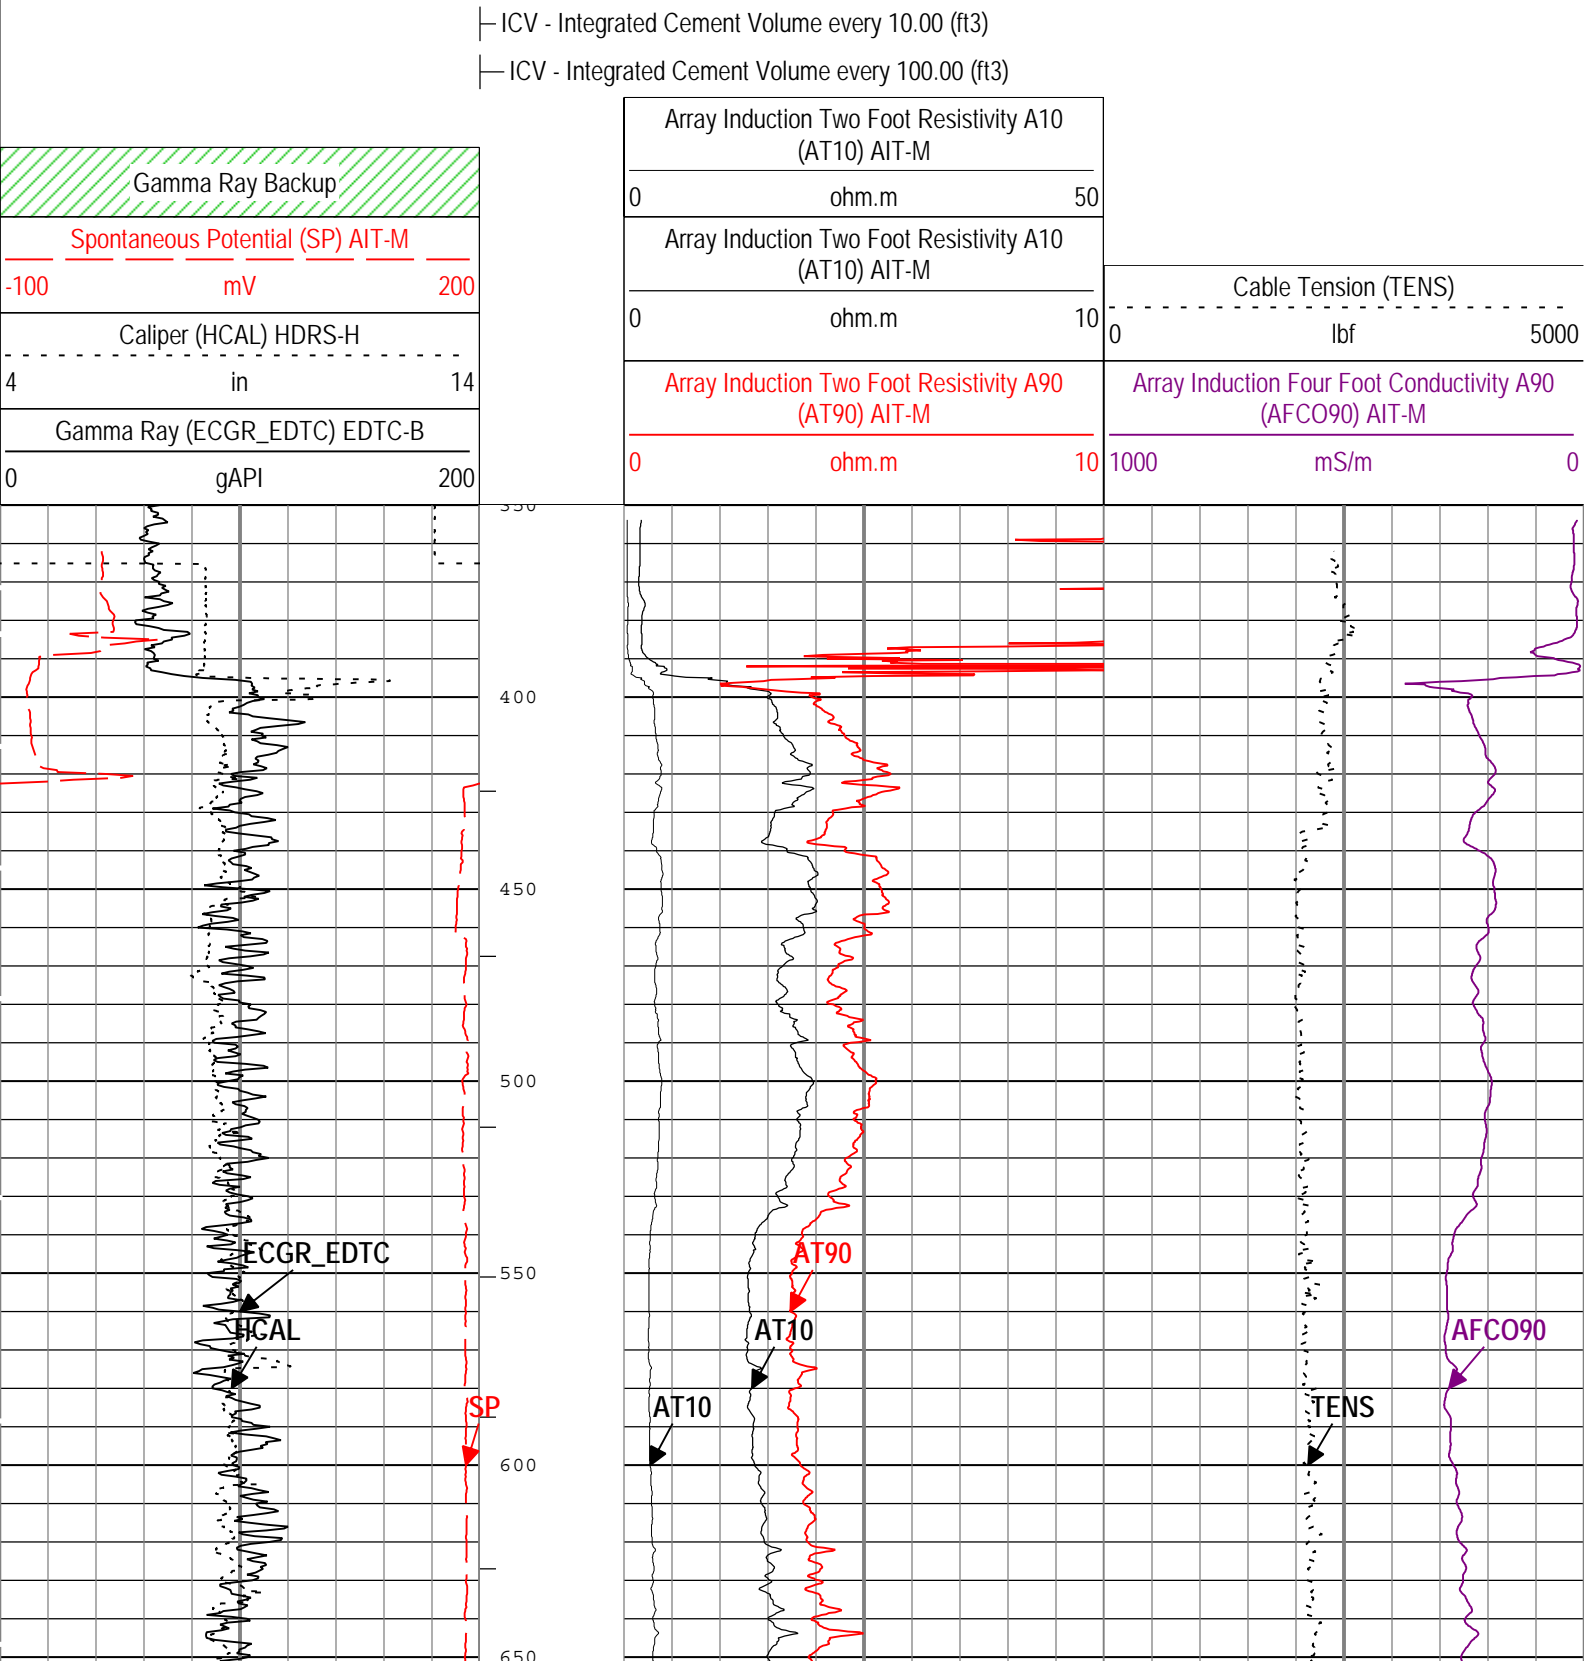 ICV - Integrated Cement Volume every 10.00 (ft3)
ICV - Integrated Cement Volume every 100.00 (ft3)
Gamma Ray Backup
Spontaneous Potential (SP) AIT-M
-100 mV 200
Caliper (HCAL) HDRS-H
4 in 14
Gamma Ray (ECGR_EDTC) EDTC-B
0 gAPI 200
Array Induction Two Foot Resistivity A10
(AT10) AIT-M
0 ohm.m 50
Array Induction Two Foot Resistivity A10
(AT10) AIT-M
0 ohm.m 10
Array Induction Two Foot Resistivity A90
(AT90) AIT-M
0 ohm.m 10
Cable Tension (TENS)
0 lbf 5000
Array Induction Four Foot Conductivity A90
(AFCO90) AIT-M
1000 mS/m 0
350
400
450
500
ECGR_EDTC
AT90
550
HCAL
AT10
AFCO90
SP
AT10
TENS
600
650